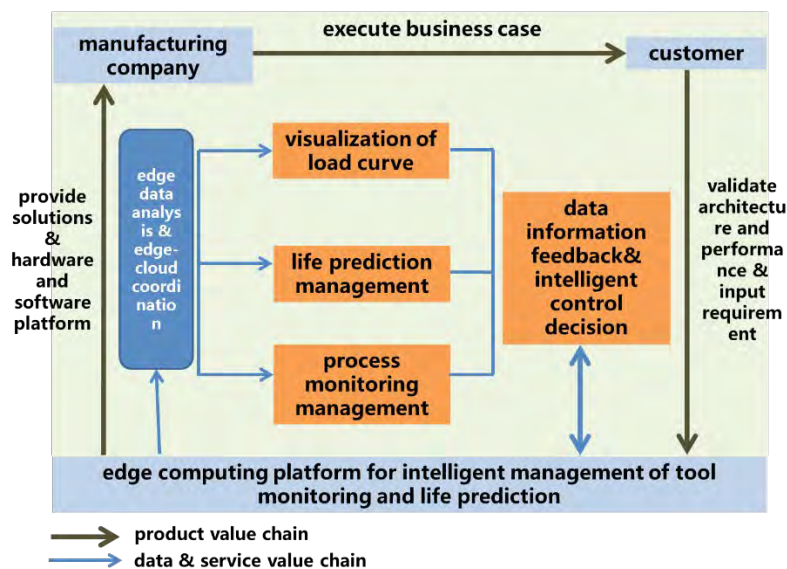 execute business case
manufacturing
company
customer
visualization of
load curve
edge
data
analy
sis &
edge-
cloud
coordi
natio
n
provide
solutions
&
hardware
and
software
platform
life prediction
management
data
information
feedback&
intelligent
control
decision
validate
architectu
re and
performa
nce &
input
requirem
ent
process
monitoring
management
edge computing platform for intelligent management of tool
monitoring and life prediction
product value chain
data & service value chain